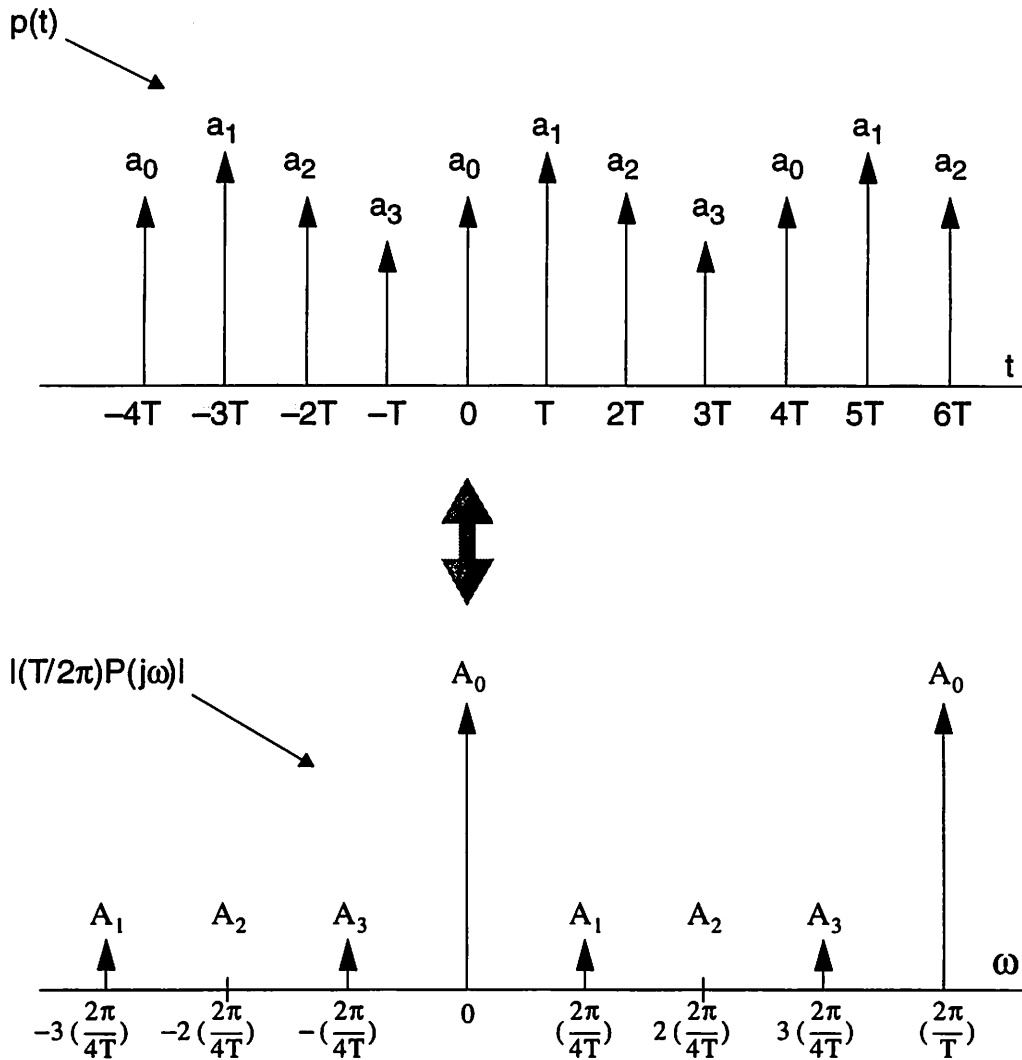 p(t)
a₀ a₁ a₂ a₃ a₀ a₁ a₂ a₃ a₀ a₁ a₂
t
–4T –3T –2T –T 0 T 2T 3T 4T 5T 6T
|(T/2π)P(jω)|
A₀ A₀
A₁ A₂ A₃ A₁ A₂ A₃
ω
−3(2π/4T) −2(2π/4T) −(2π/4T) 0 (2π/4T) 2(2π/4T) 3(2π/4T) (2π/T)